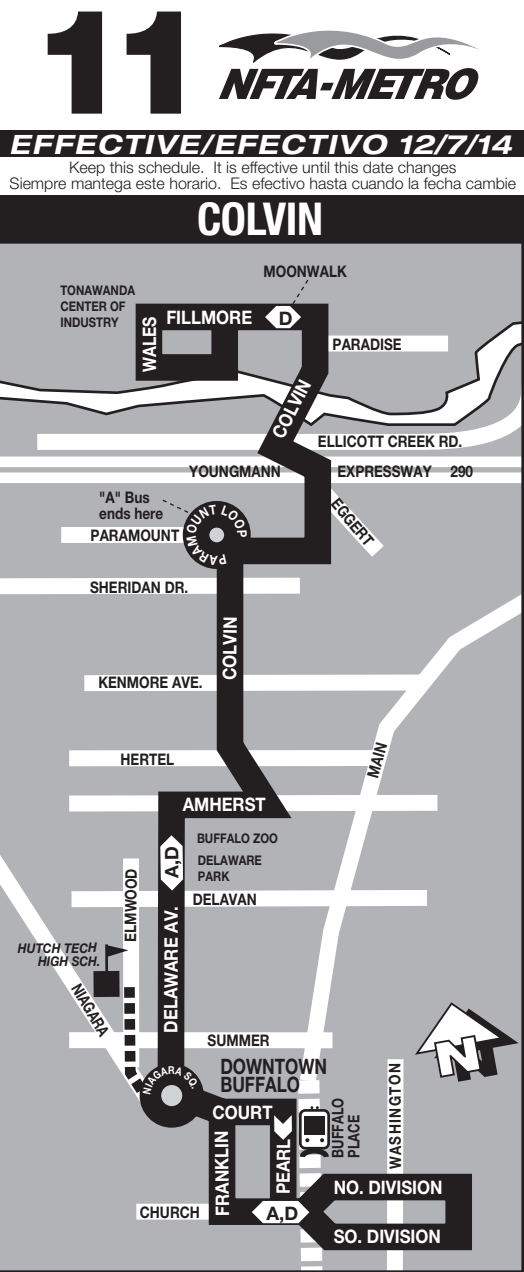 11
NFTA-METRO
EFFECTIVE/EFECTIVO 12/7/14
Keep this schedule. It is effective until this date changes
Siempre mantega este horario. Es efectivo hasta cuando la fecha cambie
COLVIN
MOONWALK
TONAWANDA
CENTER OF
INDUSTRY
WALES
FILLMORE
D
PARADISE
COLVIN
ELLICOTT CREEK RD.
YOUNGMANN EXPRESSWAY 290
"A" Bus
ends here
EGGERT
PARAMOUNT
PARAMOUNT LOOP
SHERIDAN DR.
COLVIN
KENMORE AVE.
HERTEL
MAIN
AMHERST
A,D
BUFFALO ZOO
DELAWARE
PARK
ELMWOOD
DELAVAN
DELAWARE AV.
HUTCH TECH
HIGH SCH.
NIAGARA
SUMMER
N
NIAGARA SQ.
DOWNTOWN
BUFFALO
COURT
FRANKLIN
PEARL
BUFFALO
PLACE
WASHINGTON
NO. DIVISION
CHURCH
A,D
SO. DIVISION